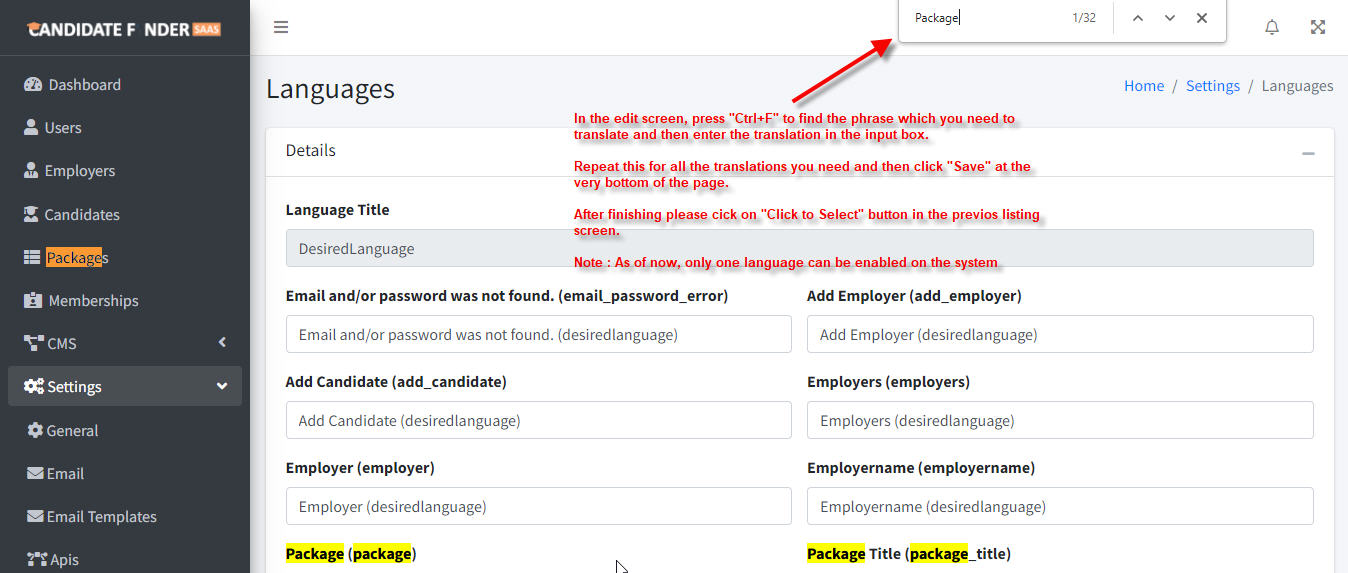 CANDIDATE F NDER SAAS
Package
1/32
Dashboard
Users
Employers
Candidates
Packages
Memberships
CMS
Settings
General
Email
Email Templates
Apis
Languages
Home / Settings / Languages
In the edit screen, press "Ctrl+F" to find the phrase which you need to
translate and then enter the translation in the input box.
Repeat this for all the translations you need and then click "Save" at the
very bottom of the page.
After finishing please cick on "Click to Select" button in the previos listing
screen.
Note : As of now, only one language can be enabled on the system
Details
Language Title
DesiredLanguage
Email and/or password was not found. (email_password_error)
Email and/or password was not found. (desiredlanguage)
Add Employer (add_employer)
Add Employer (desiredlanguage)
Add Candidate (add_candidate)
Add Candidate (desiredlanguage)
Employers (employers)
Employers (desiredlanguage)
Employer (employer)
Employer (desiredlanguage)
Employername (employername)
Employername (desiredlanguage)
Package (package)
Package Title (package_title)